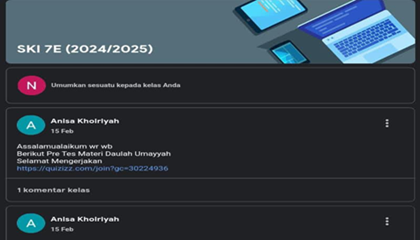 SKI 7E (2024/2025)
N
Umumkan sesuatu kepada kelas Anda
A
Anisa Khoiriyah
15 Feb
Assalamualaikum wr wb
Berikut Pre Tes Materi Daulah Umayyah
Selamat Mengerjakan
https://quizizz.com/join?gc=30224936
1 komentar kelas
A
Anisa Khoiriyah
15 Feb